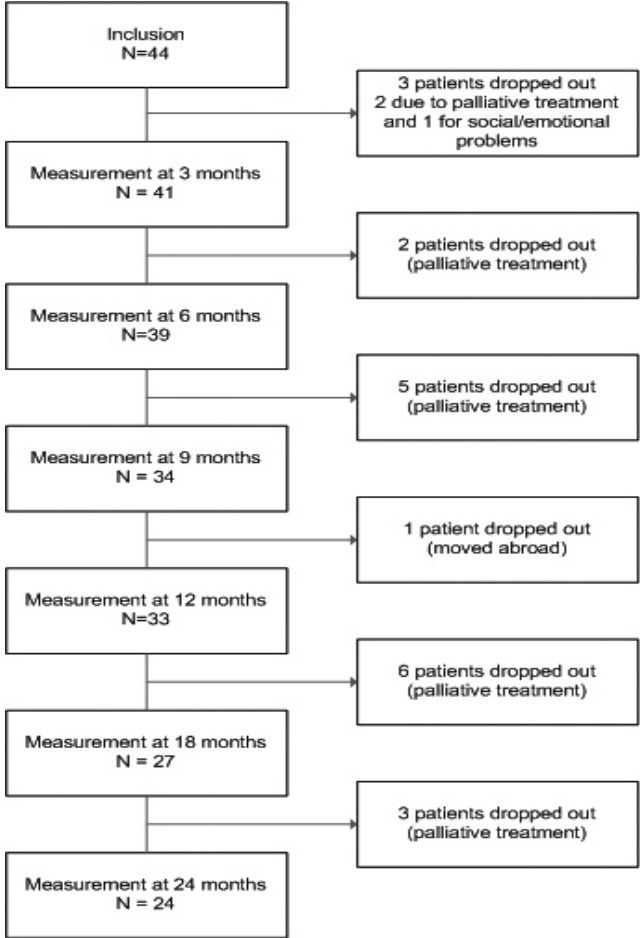 Inclusion
N=44
3 patients dropped out
2 due to palliative treatment
and 1 for social/emotional
problems
Measurement at 3 months
N = 41
2 patients dropped out
(palliative treatment)
Measurement at 6 months
N=39
5 patients dropped out
(palliative treatment)
Measurement at 9 months
N = 34
1 patient dropped out
(moved abroad)
Measurement at 12 months
N=33
6 patients dropped out
(palliative treatment)
Measurement at 18 months
N = 27
3 patients dropped out
(palliative treatment)
Measurement at 24 months
N = 24